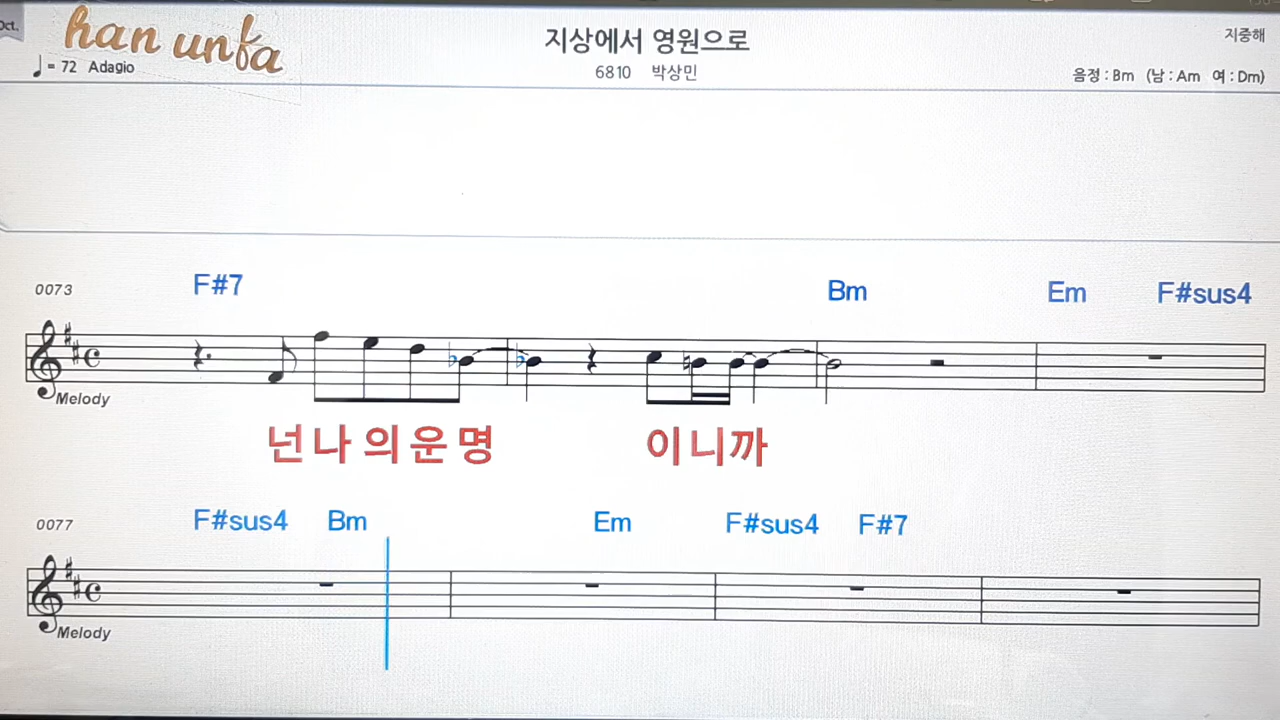 Oct.
han unfa
지상에서 영원으로
지중해
♩= 72 Adagio
6810 박상민
음정 : Bm (남 : Am 여 : Dm)
0073
F#7 Bm Em F#sus4
Melody
넌 나 의 운 명 이 니 까
0077
F#sus4 Bm Em F#sus4 F#7
Melody